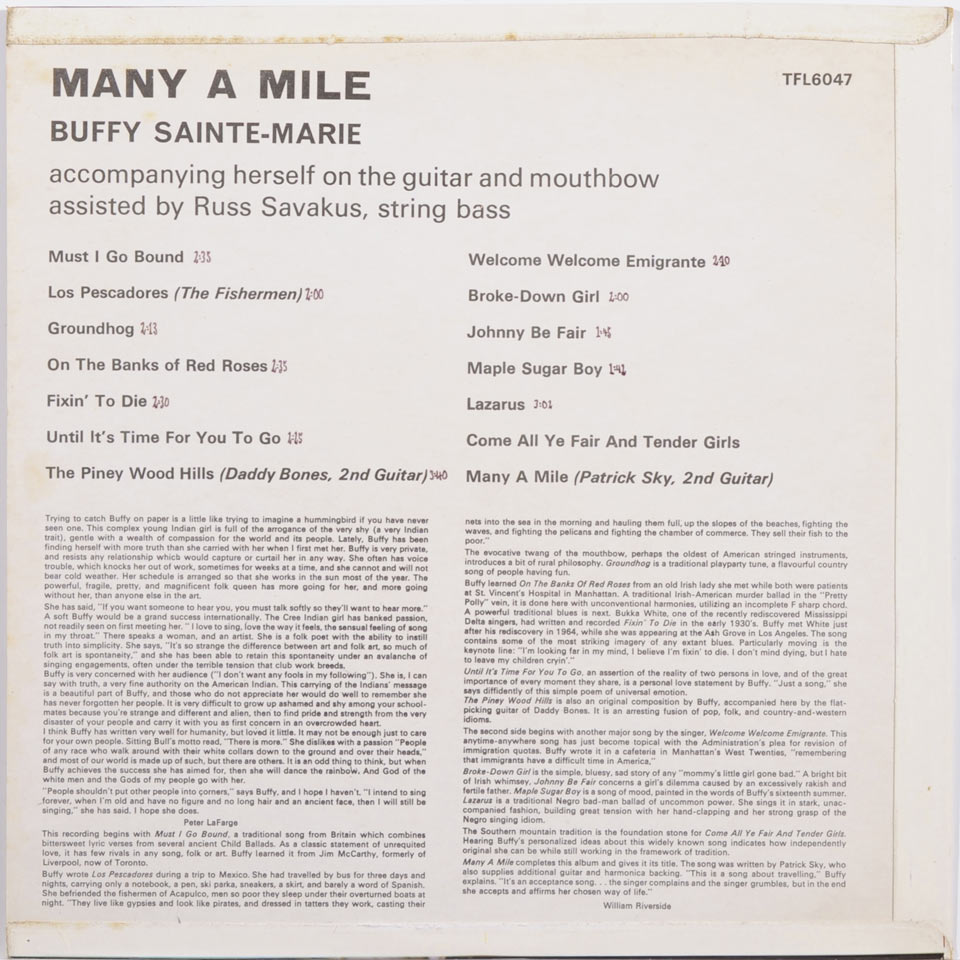 MANY A MILE
TFL6047
BUFFY SAINTE-MARIE
accompanying herself on the guitar and mouthbow
assisted by Russ Savakus, string bass
Must I Go Bound 2:35
Los Pescadores (The Fishermen) 2:00
Groundhog 2:13
On The Banks of Red Roses 2:35
Fixin' To Die 2:30
Until It's Time For You To Go
The Piney Wood Hills (Daddy Bones, 2nd Guitar) 3:40
Welcome Welcome Emigrante
Broke-Down Girl 2:00
Johnny Be Fair 1:45
Maple Sugar Boy
Lazarus 3:02
Come All Ye Fair And Tender Girls
Many A Mile (Patrick Sky, 2nd Guitar)
Trying to catch Buffy on paper is a little like trying to imagine a hummingbird if you have never
seen one. This complex young Indian girl is full of the arrogance of the very shy (a very Indian
trait), gentle with a wealth of compassion for the world and its people. Lately, Buffy has been
finding herself with more truth than she carried with her when I first met her. Buffy is very private,
and resists any relationship which would capture or curtail her in any way. She often has voice
trouble, which knocks her out of work, sometimes for weeks at a time, and she cannot and will not
bear cold weather. Her schedule is arranged so that she works in the sun most of the year. The
powerful, fragile, pretty, and magnificent folk queen has more going for her, and more going
without her, than anyone else in the art.
She has said, "If you want someone to hear you, you must talk softly so they'll want to hear more."
A soft Buffy would be a grand success internationally. The Cree Indian girl has banked passion,
not readily seen on first meeting her. "I love to sing, love the way it feels, the sensual feeling of song
in my throat." There speaks a woman, and an artist. She is a folk poet with the ability to instill
truth into simplicity. She says, "It's so strange the difference between art and folk art, so much of
folk art is spontaneity," and she has been able to retain this spontaneity under an avalanche of
singing engagements, often under the terrible tension that club work breeds.
Buffy is very concerned with her audience ("I don't want any fools in my following"). She is, I can
say with truth, a very fine authority on the American Indian. This carrying of the Indians' message
is a beautiful part of Buffy, and those who do not appreciate her would do well to remember she
has never forgotten her people. It is very difficult to grow up ashamed and shy among your school-
mates because you're strange and different and alien, then to find pride and strength from the very
disaster of your people and carry it with you as first concern in an overcrowded heart.
I think Buffy has written very well for humanity, but loved it little. It may not be enough just to care
for your own people. Sitting Bull's motto read, "There is more." She dislikes with a passion "People
of any race who walk around with their white collars down to the ground and over their heads,"
and most of our world is made up of such, but there are others. It is an odd thing to think, but when
Buffy achieves the success she has aimed for, then she will dance the rainbow. And God of the
white men and the Gods of my people go with her.
"People shouldn't put other people into corners," says Buffy, and I hope I haven't. "I intend to sing
forever, when I'm old and have no figure and no long hair and an ancient face, then I will still be
singing," she has said. I hope she does.
Peter LaFarge
This recording begins with Must I Go Bound, a traditional song from Britain which combines
bittersweet lyric verses from several ancient Child Ballads. As a classic statement of unrequited
love, it has few rivals in any song, folk or art. Buffy learned it from Jim McCarthy, formerly of
Liverpool, now of Toronto.
Buffy wrote Los Pescadores during a trip to Mexico. She had travelled by bus for three days and
nights, carrying only a notebook, a pen, ski parka, sneakers, a skirt, and barely a word of Spanish.
She befriended the fishermen of Acapulco, men so poor they sleep under their overturned boats at
night. "They live like gypsies and look like pirates, and dressed in tatters they work, casting their
nets into the sea in the morning and hauling them full, up the slopes of the beaches, fighting the
waves, and fighting the pelicans and fighting the chamber of commerce. They sell their fish to the
poor."
The evocative twang of the mouthbow, perhaps the oldest of American stringed instruments,
introduces a bit of rural philosophy. Groundhog is a traditional playparty tune, a flavourful country
song of people having fun.
Buffy learned On The Banks Of Red Roses from an old Irish lady she met while both were patients
at St. Vincent's Hospital in Manhattan. A traditional Irish-American murder ballad in the "Pretty
Polly" vein, it is done here with unconventional harmonies, utilizing an incomplete F sharp chord.
A powerful traditional blues is next. Bukka White, one of the recently rediscovered Mississippi
Delta singers, had written and recorded Fixin' To Die in the early 1930's. Buffy met White just
after his rediscovery in 1964, while she was appearing at the Ash Grove in Los Angeles. The song
contains some of the most striking imagery of any extant blues. Particularly moving is the
keynote line: "I'm looking far in my mind, I believe I'm fixin' to die. I don't mind dying, but I hate
to leave my children cryin'."
Until It's Time For You To Go, an assertion of the reality of two persons in love, and of the great
importance of every moment they share, is a personal love statement by Buffy. "Just a song," she
says diffidently of this simple poem of universal emotion.
The Piney Wood Hills is also an original composition by Buffy, accompanied here by the flat-
picking guitar of Daddy Bones. It is an arresting fusion of pop, folk, and country-and-western
idioms.
The second side begins with another major song by the singer, Welcome Welcome Emigrante. This
anytime-anywhere song has just become topical with the Administration's plea for revision of
immigration quotas. Buffy wrote it in a cafeteria in Manhattan's West Twenties, "remembering
that immigrants have a difficult time in America."
Broke-Down Girl is the simple, bluesy, sad story of any "mommy's little girl gone bad." A bright bit
of Irish whimsey, Johnny Be Fair concerns a girl's dilemma caused by an excessively rakish and
fertile father. Maple Sugar Boy is a song of mood, painted in the words of Buffy's sixteenth summer.
Lazarus is a traditional Negro bad-man ballad of uncommon power. She sings it in stark, unac-
companied fashion, building great tension with her hand-clapping and her strong grasp of the
Negro singing idiom.
The Southern mountain tradition is the foundation stone for Come All Ye Fair And Tender Girls.
Hearing Buffy's personalized ideas about this widely known song indicates how independently
original she can be while still working in the framework of tradition.
Many A Mile completes this album and gives it its title. The song was written by Patrick Sky, who
also supplies additional guitar and harmonica backing. "This is a song about travelling," Buffy
explains. "It's an acceptance song. . . the singer complains and the singer grumbles, but in the end
she accepts and affirms her chosen way of life."
William Riverside